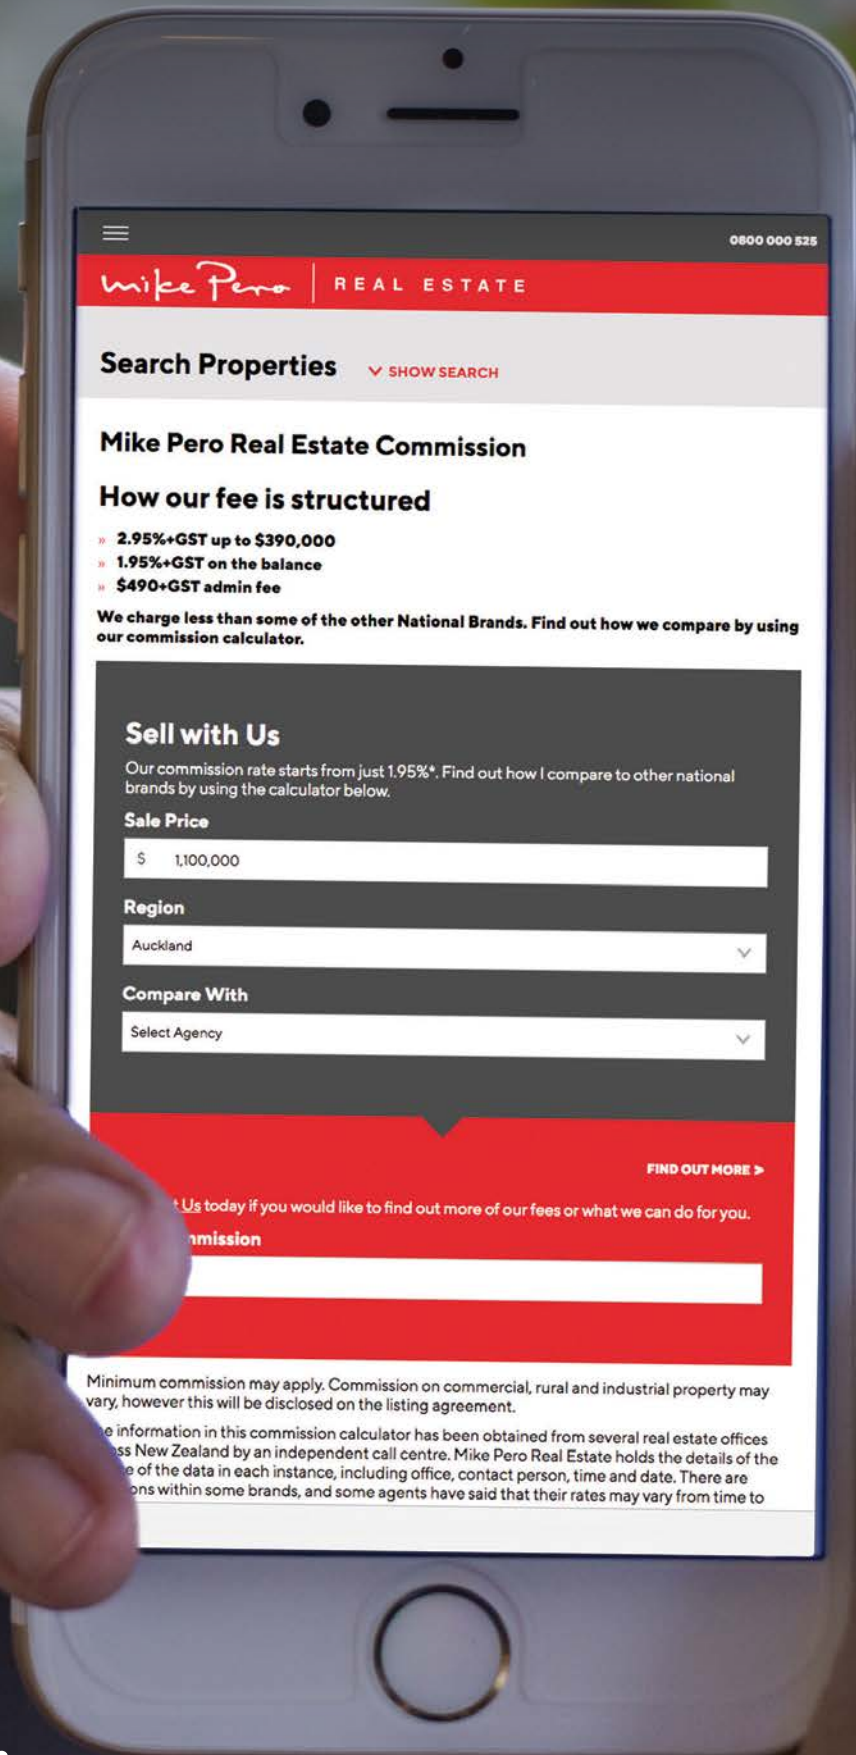 0800 000 525
mike Pero REAL ESTATE
Search Properties SHOW SEARCH
Mike Pero Real Estate Commission
How our fee is structured
» 2.95%+GST up to $390,000
» 1.95%+GST on the balance
» $490+GST admin fee
We charge less than some of the other National Brands. Find out how we compare by using
our commission calculator.
Sell with Us
Our commission rate starts from just 1.95%*. Find out how I compare to other national
brands by using the calculator below.
Sale Price
$ 1,100,000
Region
Auckland
Compare With
Select Agency
FIND OUT MORE >
Us today if you would like to find out more of our fees or what we can do for you.
Minimum commission may apply. Commission on commercial, rural and industrial property may
vary, however this will be disclosed on the listing agreement.
information in this commission calculator has been obtained from several real estate offices
New Zealand by an independent call centre. Mike Pero Real Estate holds the details of the
of the data in each instance, including office, contact person, time and date. There are
within some brands, and some agents have said that their rates may vary from time to